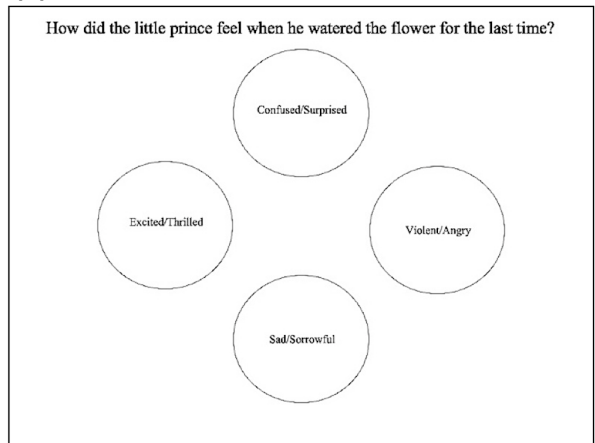 How did the little prince feel when he watered the flower for the last time?
Confused/Surprised
Excited/Thrilled
Violent/Angry
Sad/Sorrowful